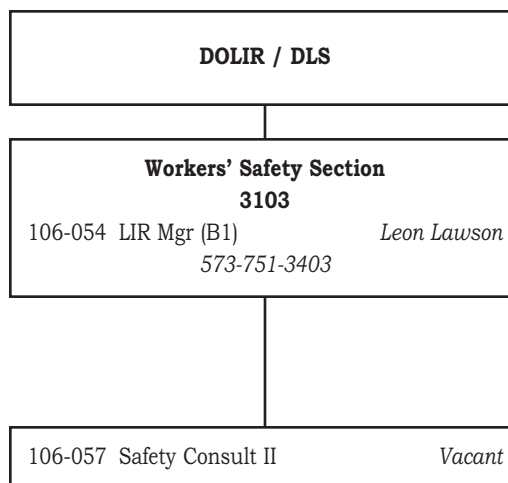 DOLIR / DLS
Workers' Safety Section
3103
106-054 LIR Mgr (B1) Leon Lawson
573-751-3403
106-057 Safety Consult II Vacant